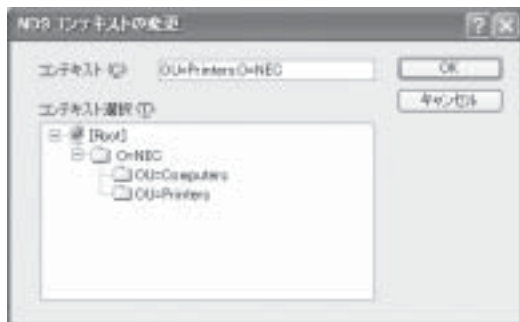 NDS コンテキストの変更
コンテキスト (C) OU=Printers.O=NEC OK
キャンセル
コンテキスト選択 (T)
[Root]
O=NEC
OU=Computers
OU=Printers